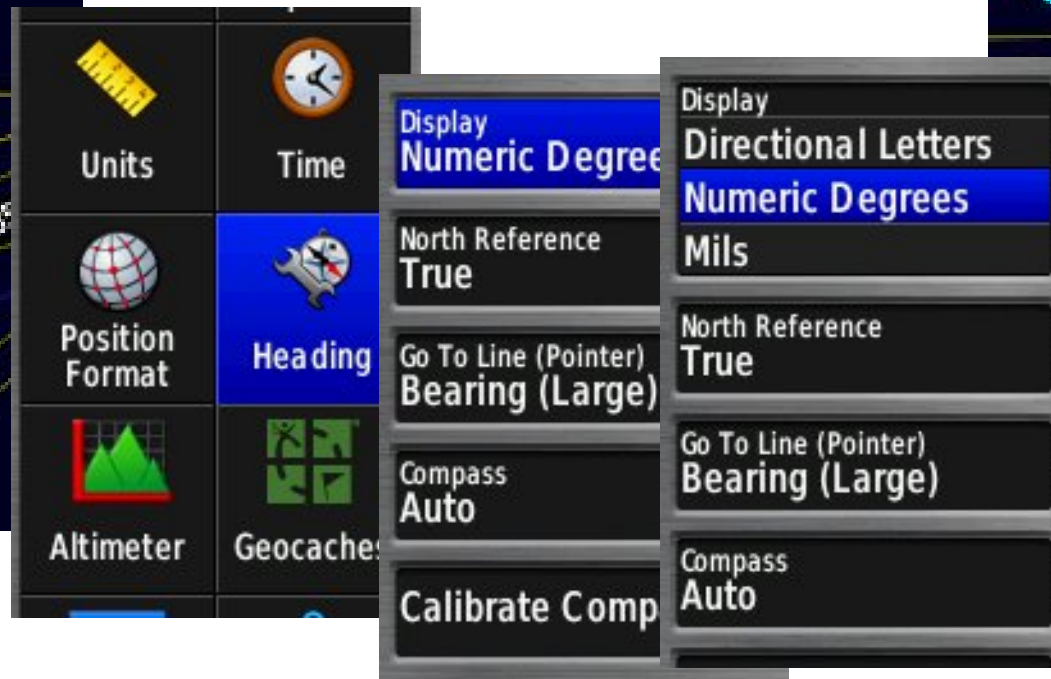 Units
Time
Position
Format
Heading
Altimeter
Geocaches
Display
Numeric Degree
North Reference
True
Go To Line (Pointer)
Bearing (Large)
Compass
Auto
Calibrate Comp
Display
Directional Letters
Numeric Degrees
Mils
North Reference
True
Go To Line (Pointer)
Bearing (Large)
Compass
Auto